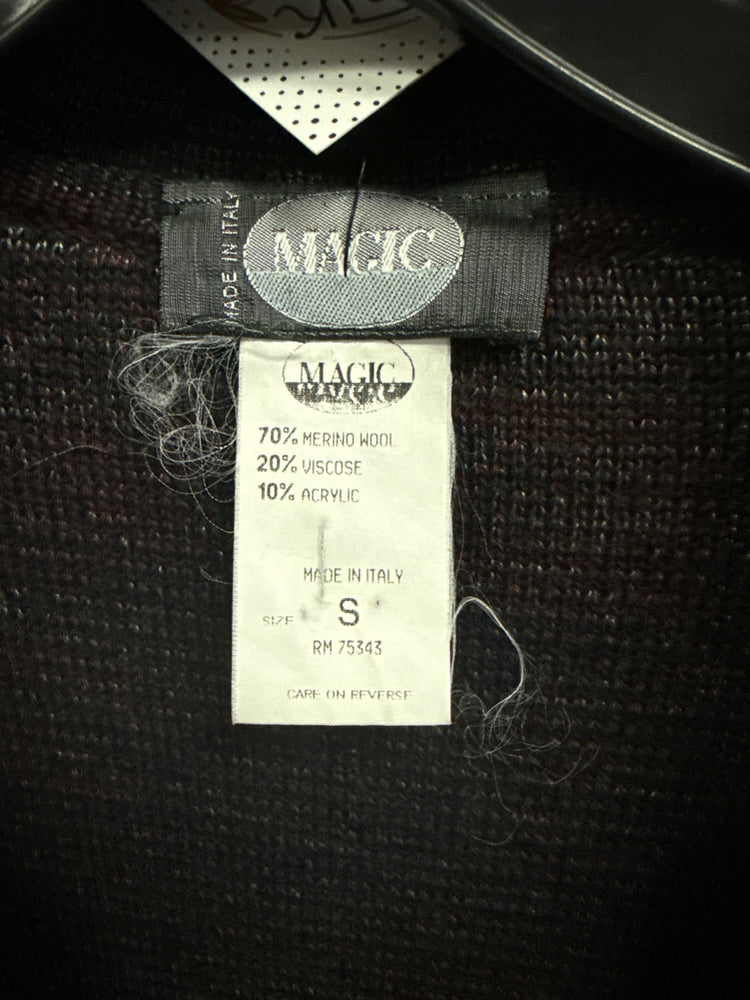 MADE IN ITALY
MAGIC
MAGIC
70% MERINO WOOL
20% VISCOSE
10% ACRYLIC
MADE IN ITALY
SIZE S
RM 75343
CARE ON REVERSE